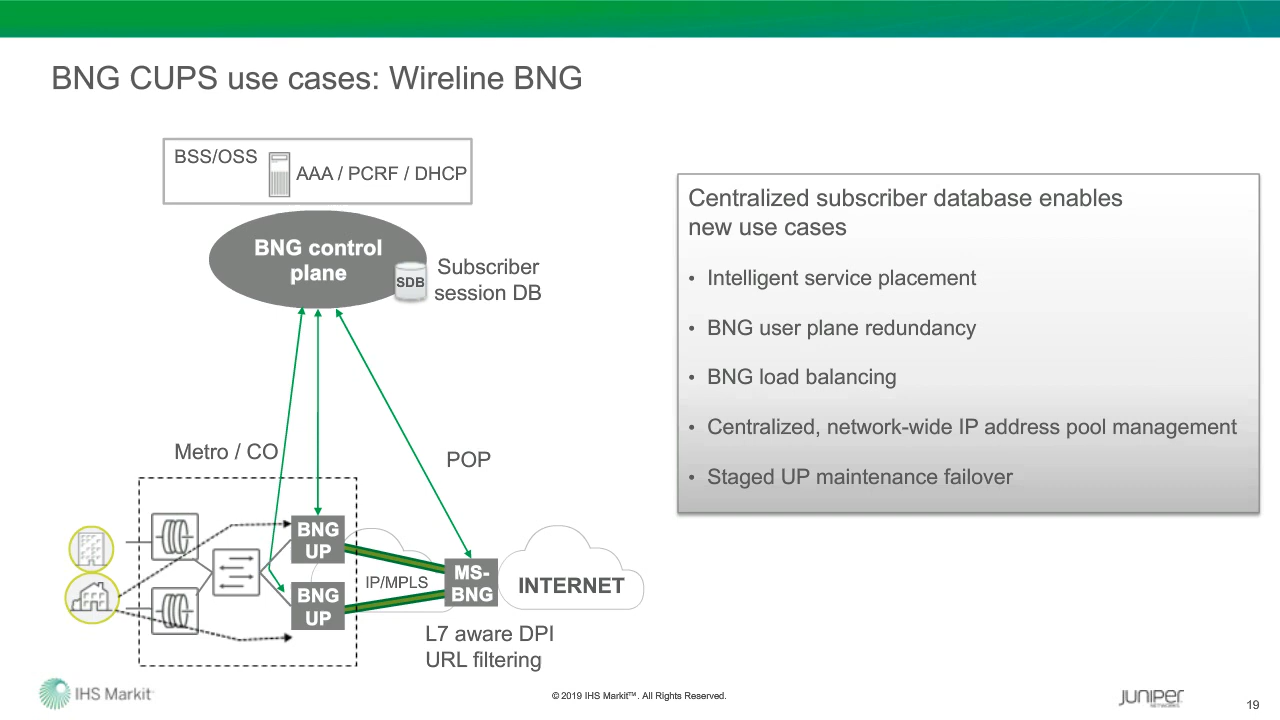 BNG CUPS use cases: Wireline BNG
BSS/OSS
AAA / PCRF / DHCP
BNG control
plane
SDB
Subscriber
session DB
Metro / CO
POP
BNG
UP
BNG
UP
IP/MPLS
MS-
BNG
INTERNET
L7 aware DPI
URL filtering
Centralized subscriber database enables
new use cases
• Intelligent service placement
• BNG user plane redundancy
• BNG load balancing
• Centralized, network-wide IP address pool management
• Staged UP maintenance failover
IHS Markit™
© 2019 IHS Markit™. All Rights Reserved.
JUNIPER
NETWORKS
19